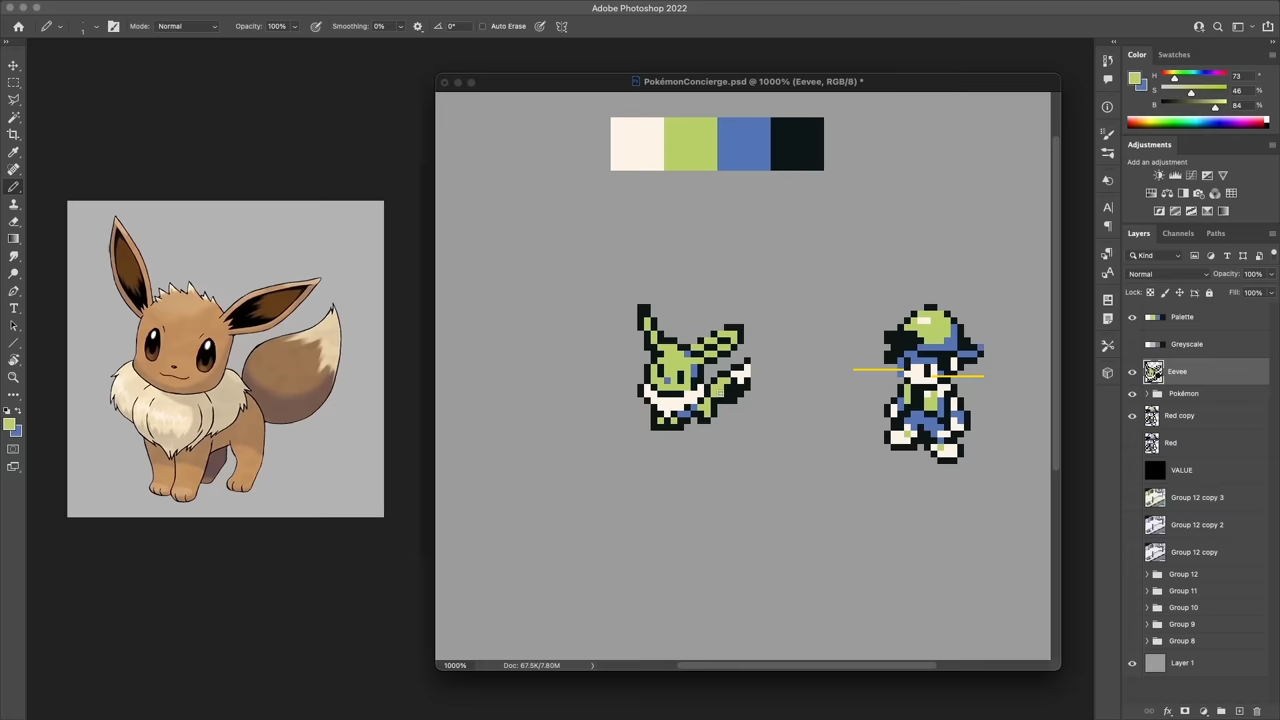 Adobe Photoshop 2022
1 Mode: Normal Opacity: 100% Smoothing: 0% 0° Auto Erase
PokémonConcierge.psd @ 1000% (Eevee, RGB/8) *
Color Swatches
H 73 °
S 46 %
B 84 %
Adjustments
Add an adjustment
Layers Channels Paths
Kind
Normal Opacity: 100%
Lock: Fill: 100%
Palette
Greyscale
Eevee
Pokémon
Red copy
Red
VALUE
Group 12 copy 3
Group 12 copy 2
Group 12 copy
Group 12
Group 11
Group 10
Group 9
Group 8
Layer 1
1000% Doc: 67.5K/7.80M